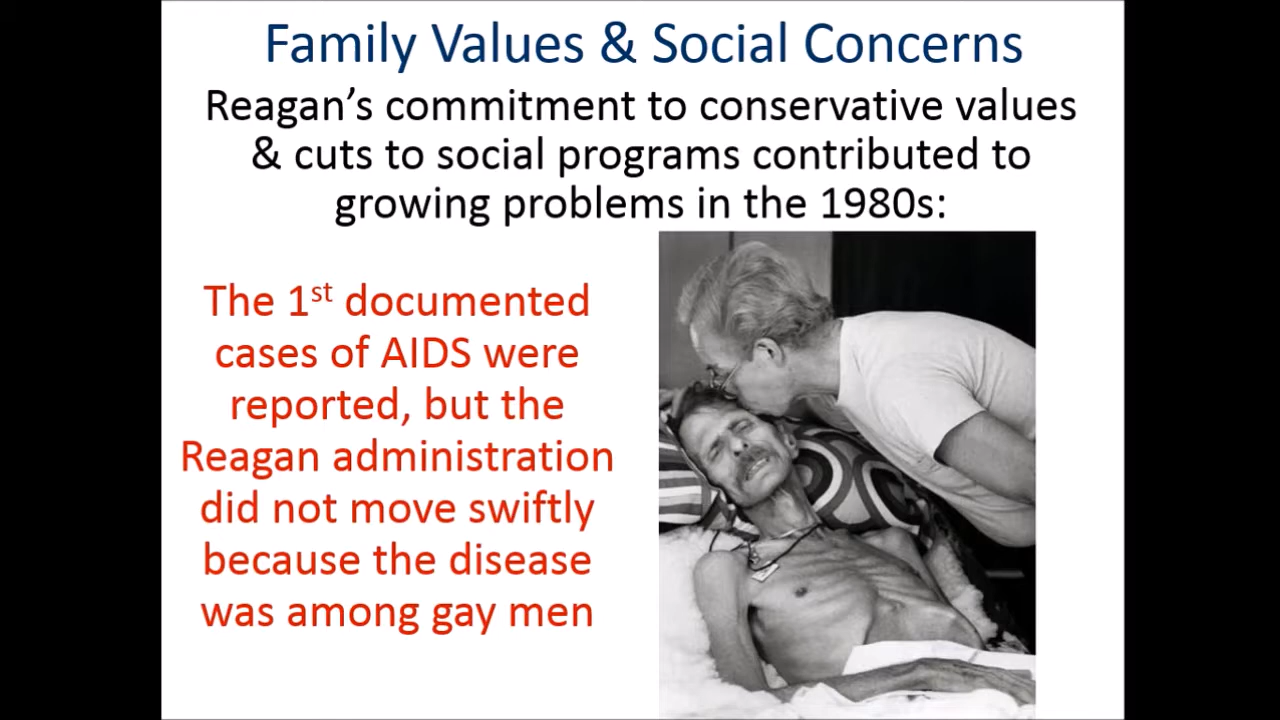 Family Values & Social Concerns
Reagan’s commitment to conservative values
& cuts to social programs contributed to
growing problems in the 1980s:
The 1st documented
cases of AIDS were
reported, but the
Reagan administration
did not move swiftly
because the disease
was among gay men